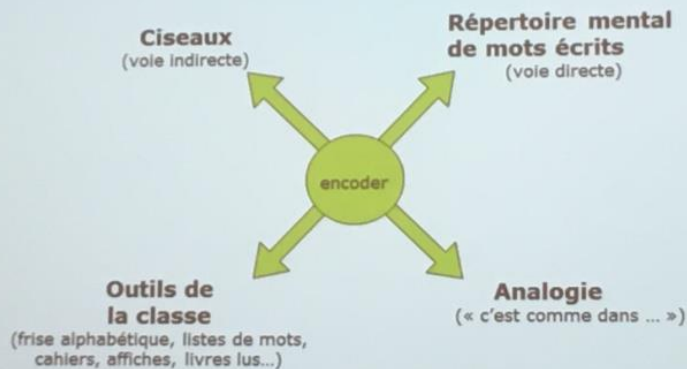 Ciseaux
(voie indirecte)
Répertoire mental
de mots écrits
(voie directe)
encoder
Outils de
la classe
(frise alphabétique, listes de mots,
cahiers, affiches, livres lus...)
Analogie
(« c'est comme dans ... »)